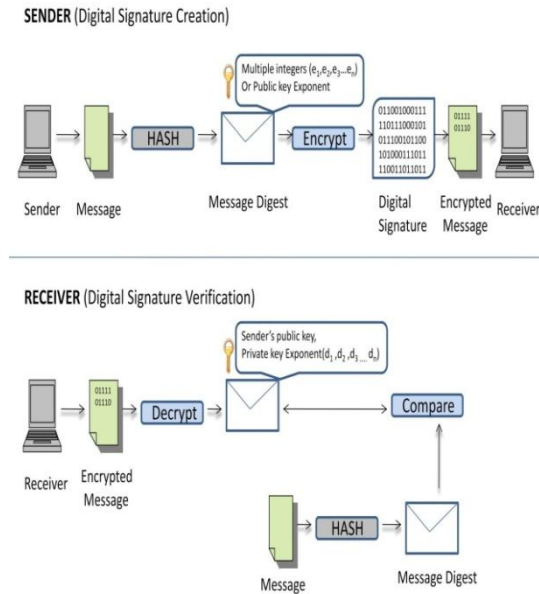 SENDER (Digital Signature Creation)
Multiple integers (e1,e2,e3...en)
Or Public key Exponent
HASH
Encrypt
011001000111
110111000101
011100101100
101000111011
110011011011
01111
01110
Sender
Message
Message Digest
Digital
Signature
Encrypted
Message
Receiver
RECEIVER (Digital Signature Verification)
Sender's public key,
Private key Exponent(d1 ,d2 ,d3 .... dn)
01111
01110
Decrypt
Compare
Receiver
Encrypted
Message
HASH
Message
Message Digest